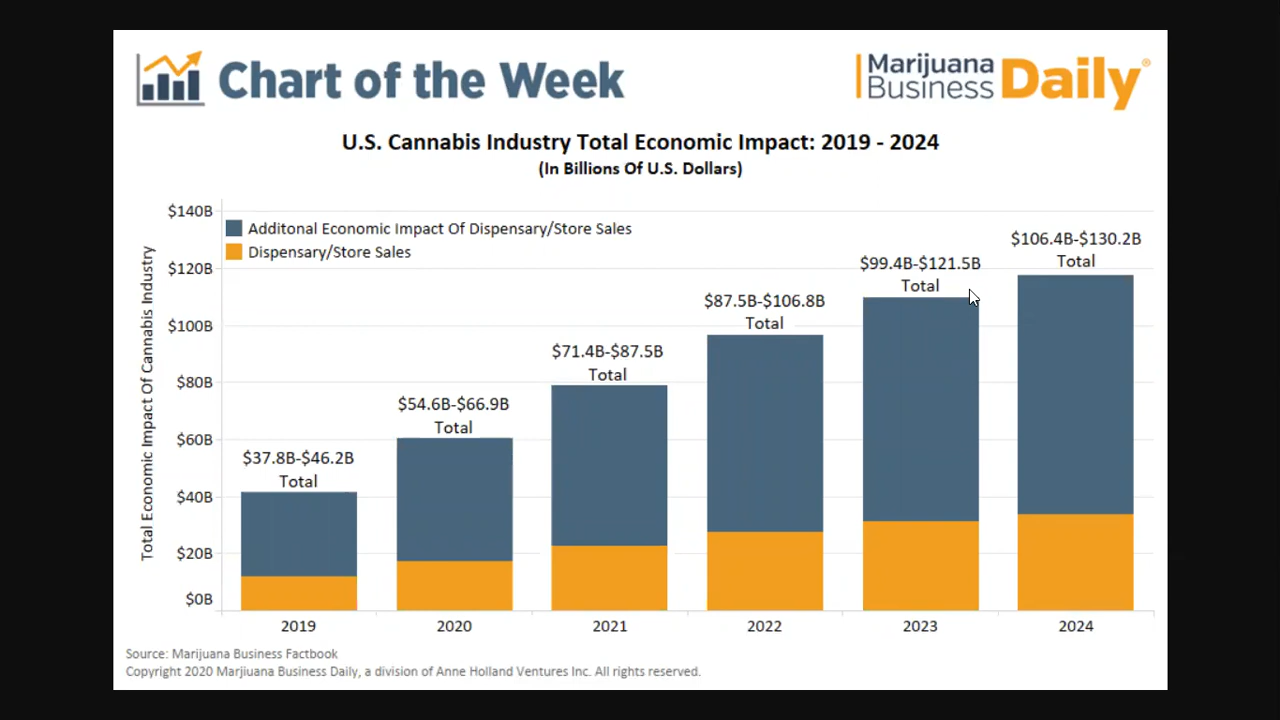 Chart of the Week
Marijuana
Business Daily®
U.S. Cannabis Industry Total Economic Impact: 2019 - 2024
(In Billions Of U.S. Dollars)
Total Economic Impact Of Cannabis Industry
$140B
$120B
$100B
$80B
$60B
$40B
$20B
$0B
Additonal Economic Impact Of Dispensary/Store Sales
Dispensary/Store Sales
$37.8B-$46.2B
Total
$54.6B-$66.9B
Total
$71.4B-$87.5B
Total
$87.5B-$106.8B
Total
$99.4B-$121.5B
Total
$106.4B-$130.2B
Total
2019 2020 2021 2022 2023 2024
Source: Marijuana Business Factbook
Copyright 2020 Marjiuana Business Daily, a division of Anne Holland Ventures Inc. All rights reserved.